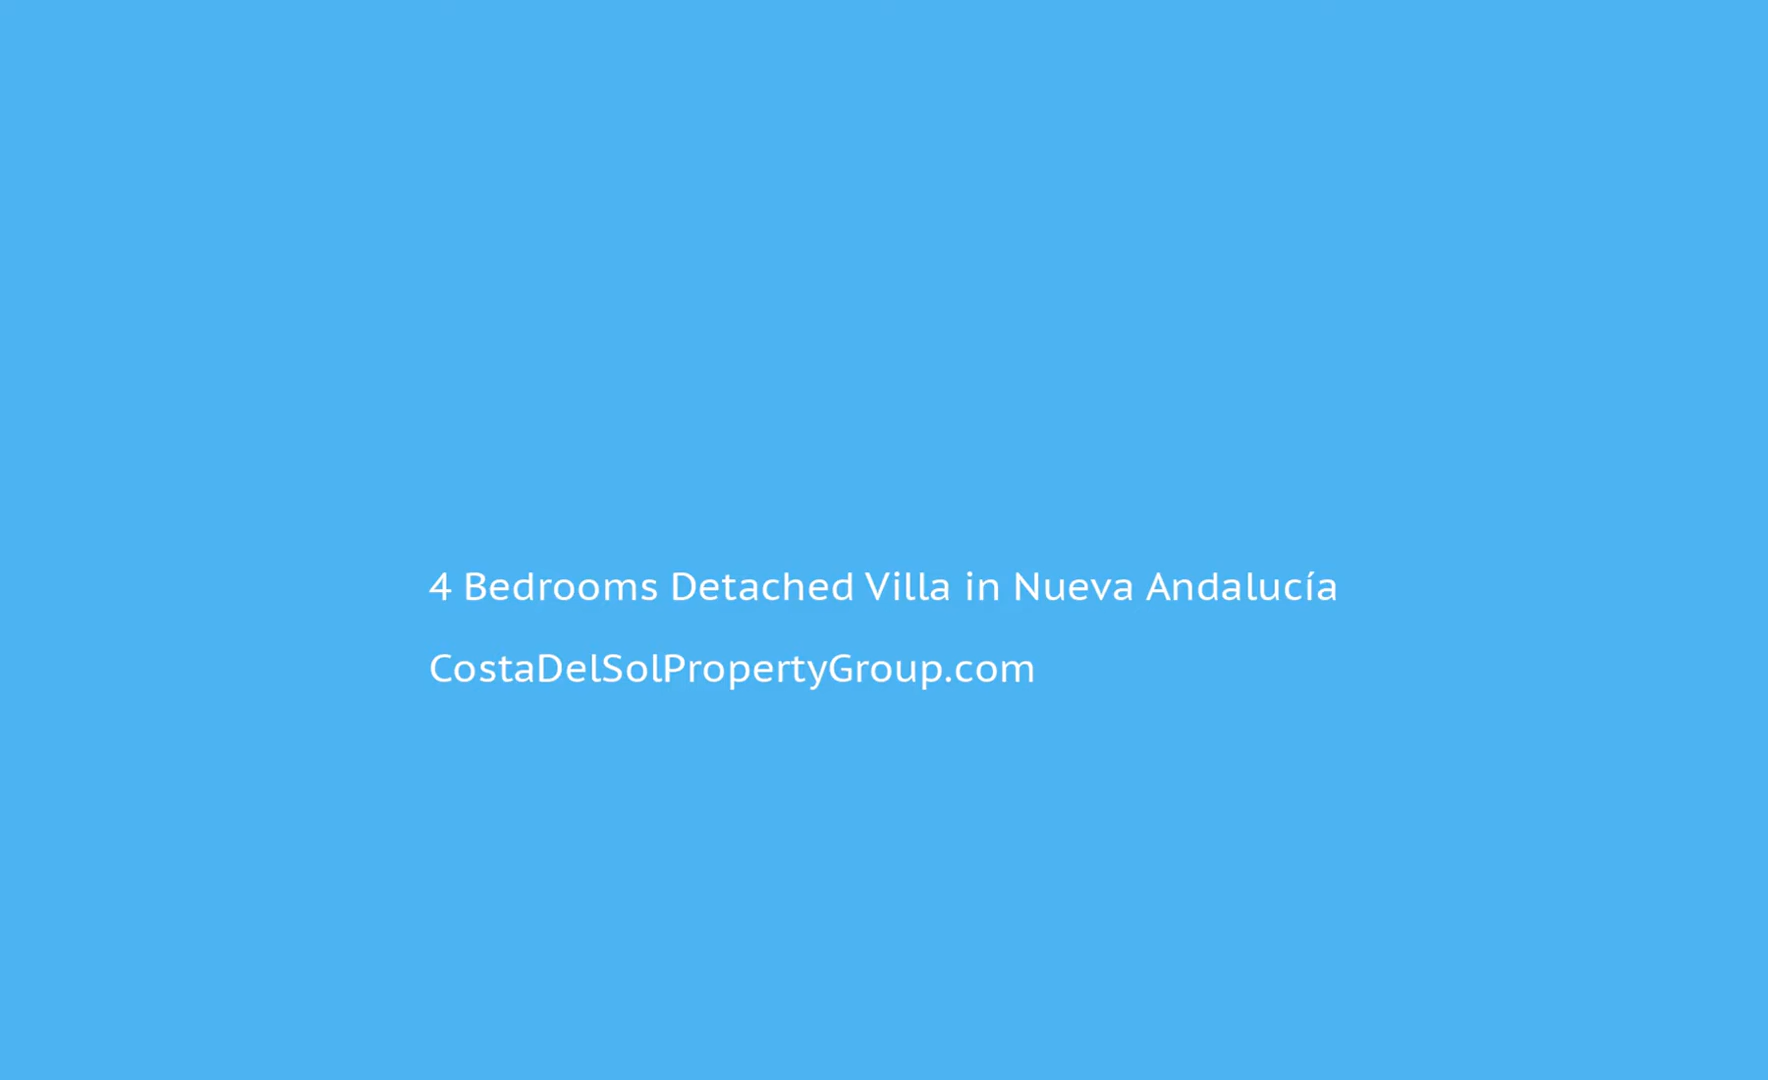 4 Bedrooms Detached Villa in Nueva Andalucía
CostaDelSolPropertyGroup.com